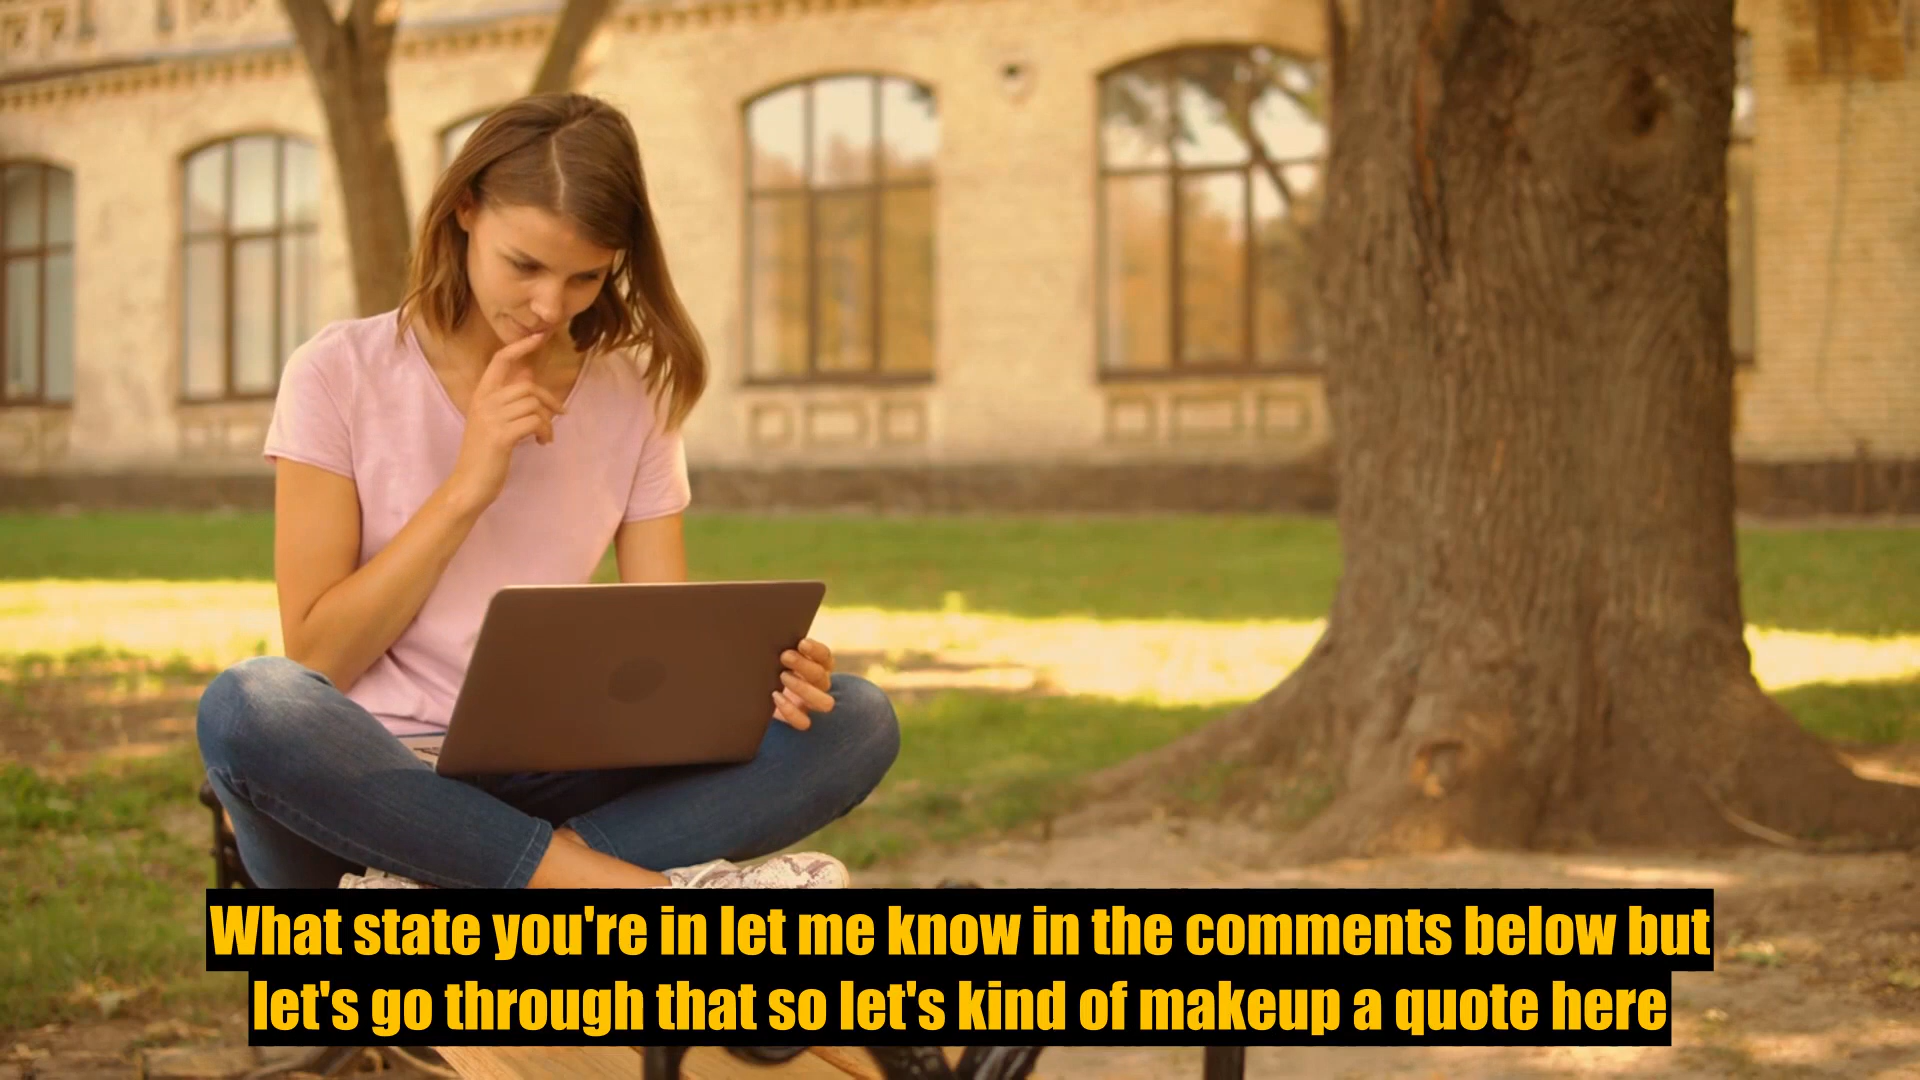 What state you're in let me know in the comments below but
let's go through that so let's kind of makeup a quote here